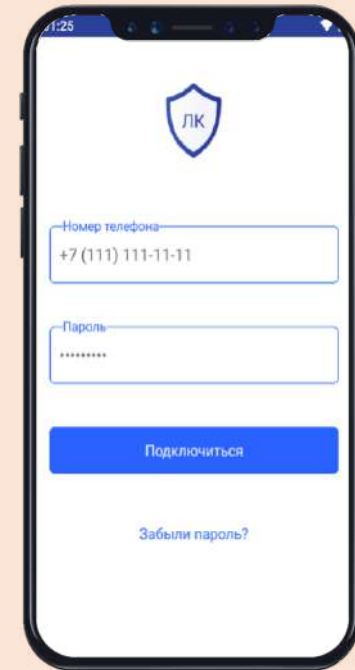 ЛК
Номер телефона
+7 (111) 111-11-11
Пароль
•••••••••
Подключиться
Забыли пароль?